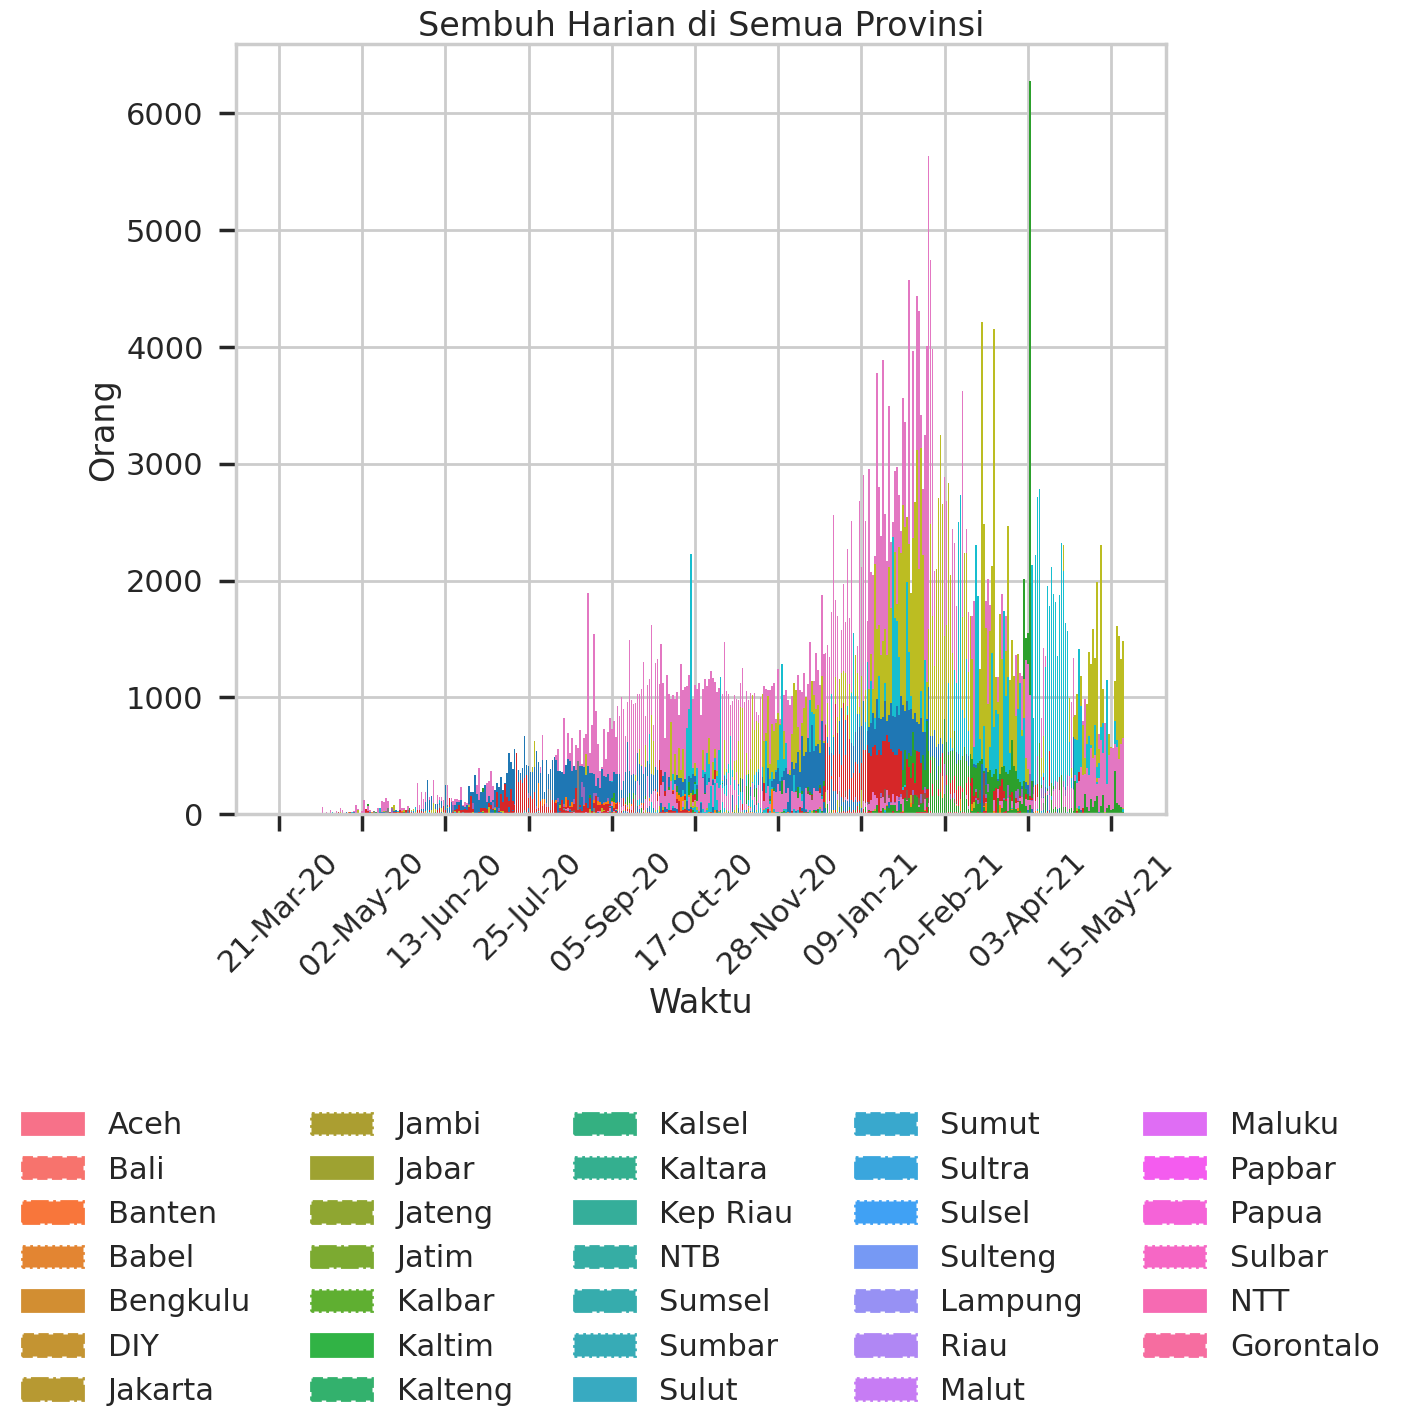 Sembuh Harian di Semua Provinsi
6000
5000
4000
3000
2000
1000
0
Orang
21-Mar-20
02-May-20
13-Jun-20
25-Jul-20
05-Sep-20
17-Oct-20
28-Nov-20
09-Jan-21
20-Feb-21
03-Apr-21
15-May-21
Waktu
Aceh
Bali
Banten
Babel
Bengkulu
DIY
Jakarta
Jambi
Jabar
Jateng
Jatim
Kalbar
Kaltim
Kalteng
Kalsel
Kaltara
Kep Riau
NTB
Sumsel
Sumbar
Sulut
Sumut
Sultra
Sulsel
Sulteng
Lampung
Riau
Malut
Maluku
Papbar
Papua
Sulbar
NTT
Gorontalo